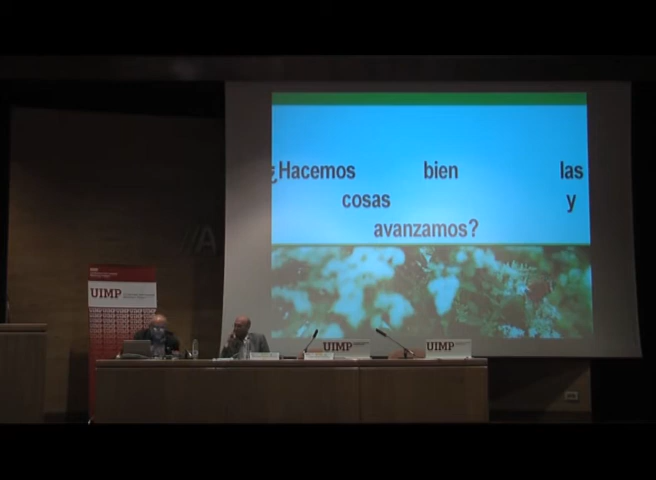 ¿Hacemos bien las
cosas y
avanzamos?
UIMP
UIMP
UIMP